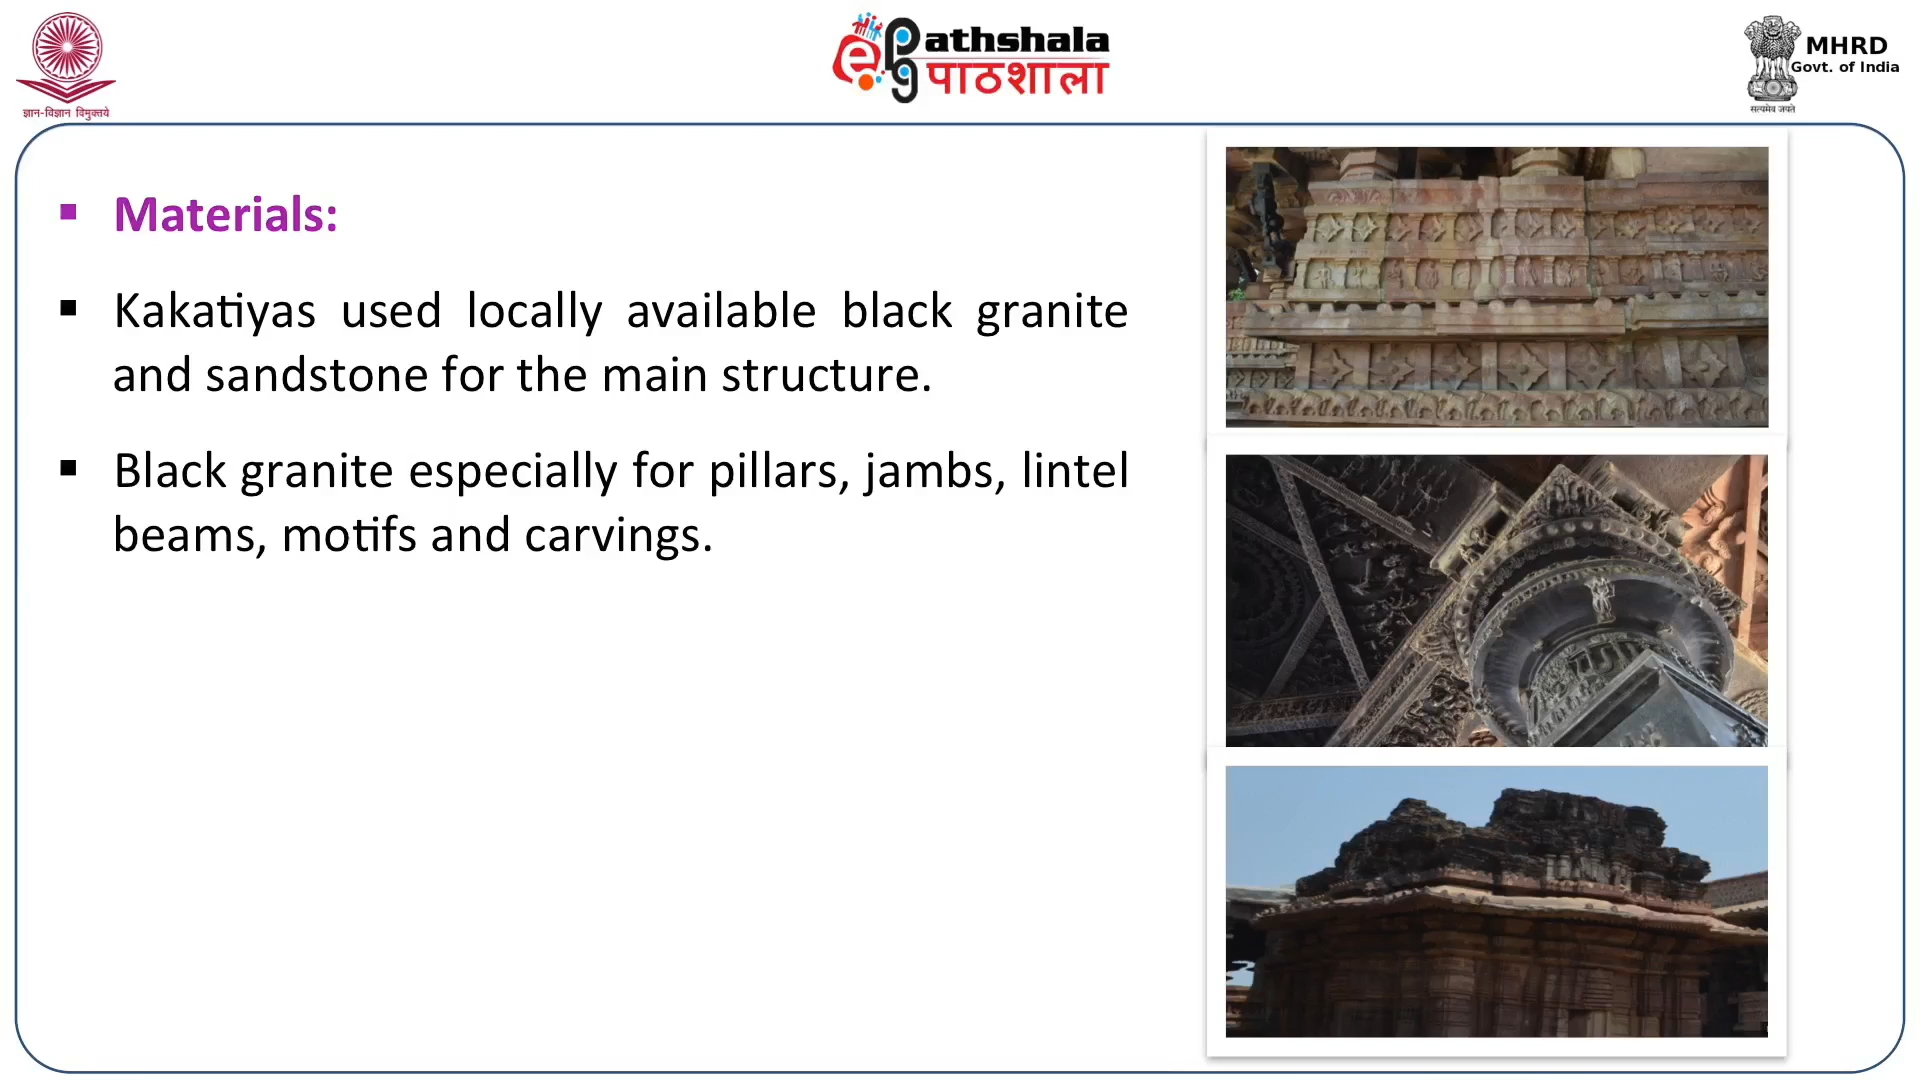 ज्ञान-विज्ञान विमुक्तये
ePG Pathshala
पाठशाला
MHRD
Govt. of India
सत्यमेव जयते
▪ Materials:
▪ Kakatiyas used locally available black granite
and sandstone for the main structure.
▪ Black granite especially for pillars, jambs, lintel
beams, motifs and carvings.